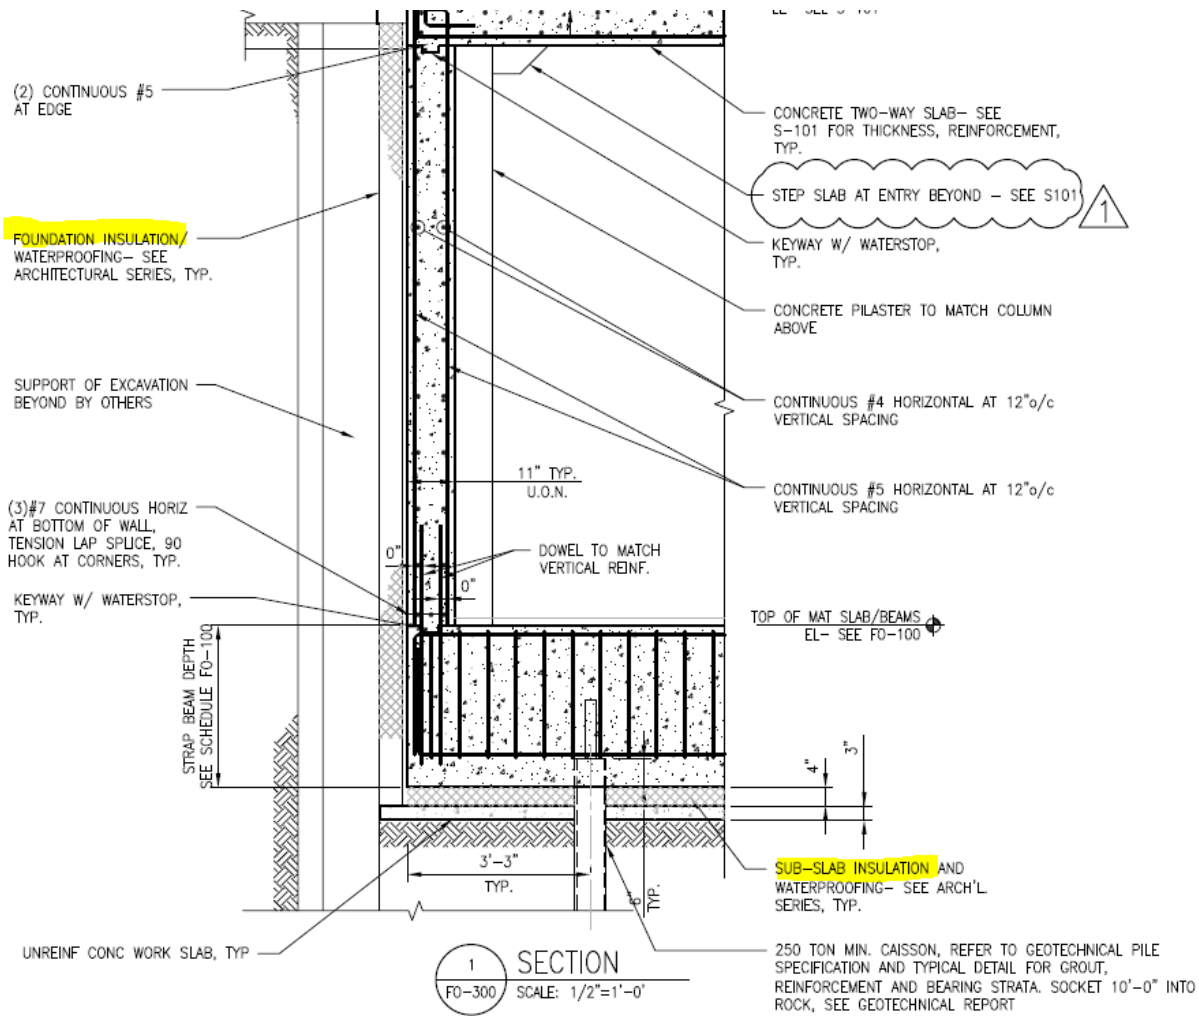 (2) CONTINUOUS #5
AT EDGE
FOUNDATION INSULATION/
WATERPROOFING- SEE
ARCHITECTURAL SERIES, TYP.
SUPPORT OF EXCAVATION
BEYOND BY OTHERS
(3)#7 CONTINUOUS HORIZ
AT BOTTOM OF WALL,
TENSION LAP SPLICE, 90
HOOK AT CORNERS, TYP.
KEYWAY W/ WATERSTOP,
TYP.
STRAP BEAM DEPTH
SEE SCHEDULE FO-100
UNREINF CONC WORK SLAB, TYP
11" TYP.
U.O.N.
0"
DOWEL TO MATCH
VERTICAL REINF.
0"
3'-3"
TYP.
6"
TYP.
4"
3"
CONCRETE TWO-WAY SLAB- SEE
S-101 FOR THICKNESS, REINFORCEMENT,
TYP.
STEP SLAB AT ENTRY BEYOND - SEE S101
1
KEYWAY W/ WATERSTOP,
TYP.
CONCRETE PILASTER TO MATCH COLUMN
ABOVE
CONTINUOUS #4 HORIZONTAL AT 12"o/c
VERTICAL SPACING
CONTINUOUS #5 HORIZONTAL AT 12"o/c
VERTICAL SPACING
TOP OF MAT SLAB/BEAMS
EL- SEE FO-100
SUB-SLAB INSULATION AND
WATERPROOFING- SEE ARCH'L
SERIES, TYP.
250 TON MIN. CAISSON, REFER TO GEOTECHNICAL PILE
SPECIFICATION AND TYPICAL DETAIL FOR GROUT,
REINFORCEMENT AND BEARING STRATA. SOCKET 10'-0" INTO
ROCK, SEE GEOTECHNICAL REPORT
1
FO-300
SECTION
SCALE: 1/2"=1'-0'